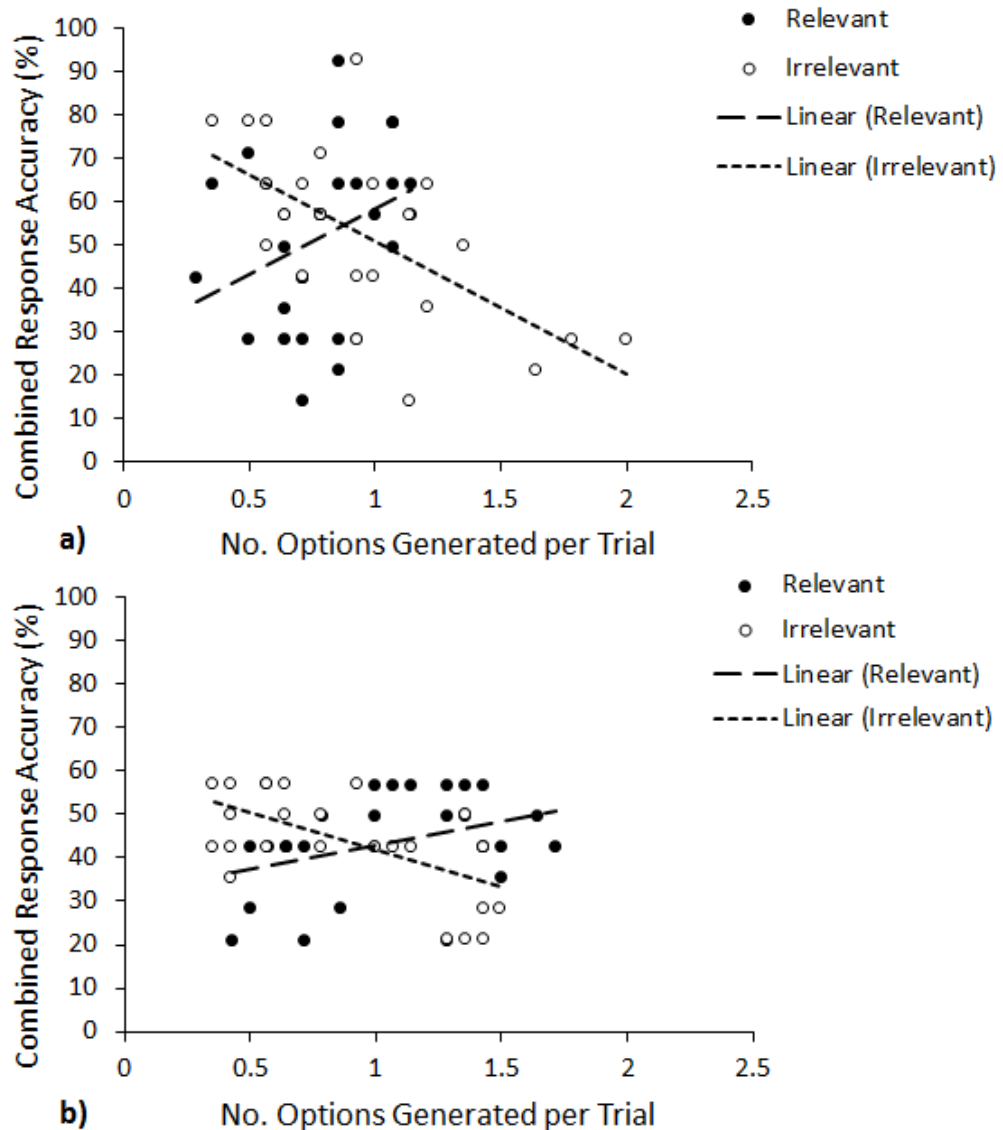 Combined Response Accuracy (%)
100
90
80
70
60
50
40
30
20
10
0
0 0.5 1 1.5 2 2.5
a) No. Options Generated per Trial
Relevant
Irrelevant
Linear (Relevant)
Linear (Irrelevant)
Combined Response Accuracy (%)
100
90
80
70
60
50
40
30
20
10
0
0 0.5 1 1.5 2 2.5
b) No. Options Generated per Trial
Relevant
Irrelevant
Linear (Relevant)
Linear (Irrelevant)